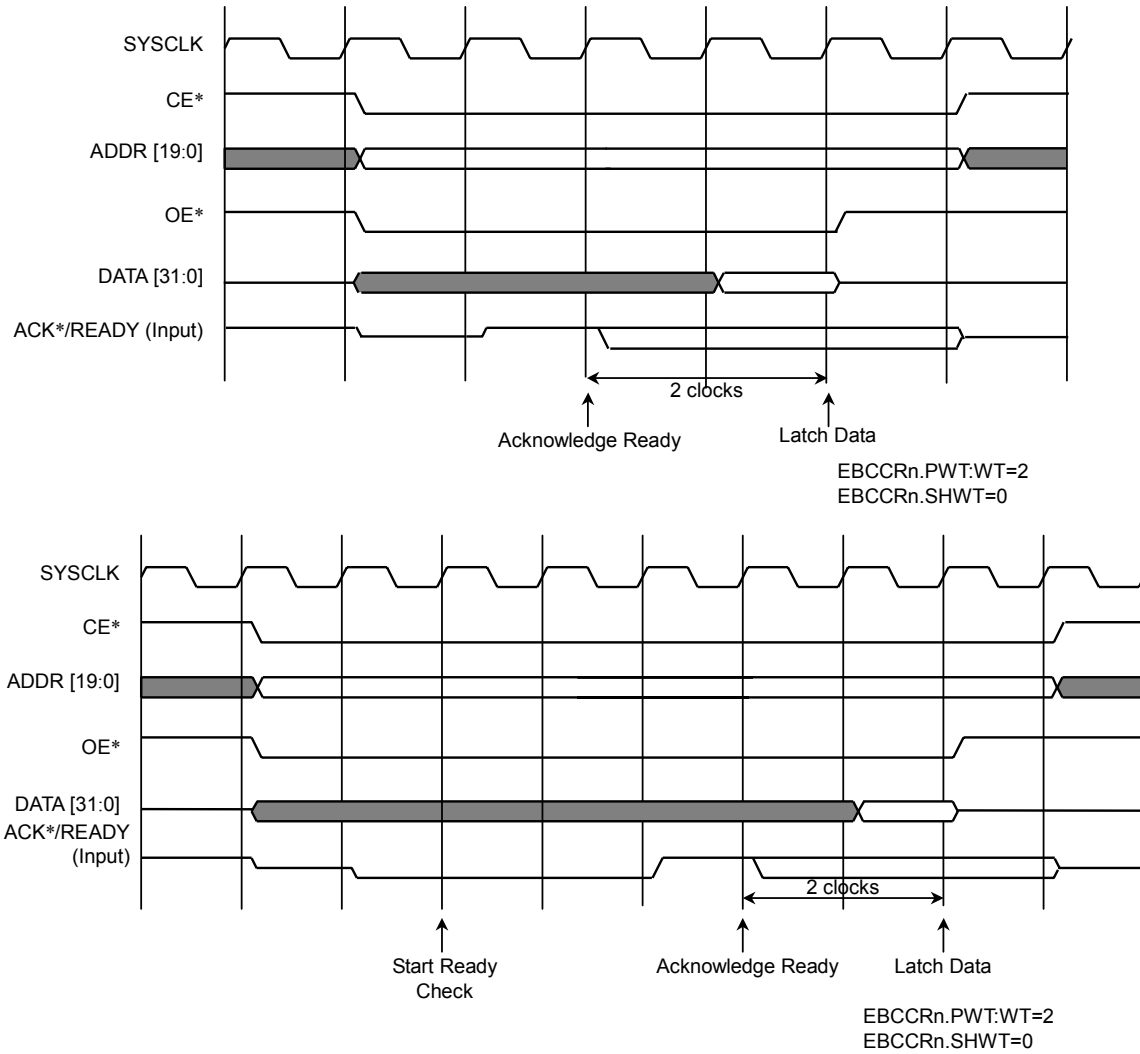 SYSCLK
CE*
ADDR [19:0]
OE*
DATA [31:0]
ACK*/READY (Input)
2 clocks
Acknowledge Ready
Latch Data
EBCCRn.PWT:WT=2
EBCCRn.SHWT=0
SYSCLK
CE*
ADDR [19:0]
OE*
DATA [31:0]
ACK*/READY
(Input)
2 clocks
Start Ready
Check
Acknowledge Ready
Latch Data
EBCCRn.PWT:WT=2
EBCCRn.SHWT=0